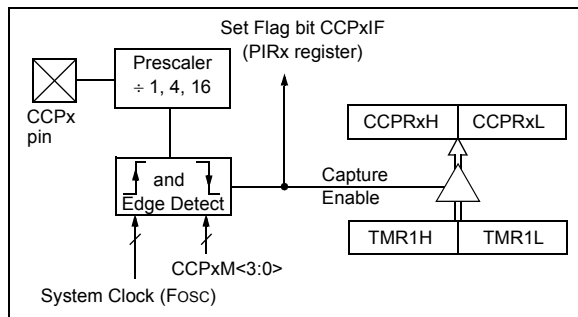 Set Flag bit CCPxIF
(PIRx register)
Prescaler
÷ 1, 4, 16
CCPx
pin
CCPRxH
CCPRxL
and
Edge Detect
Capture
Enable
TMR1H
TMR1L
CCPxM<3:0>
System Clock (FOSC)